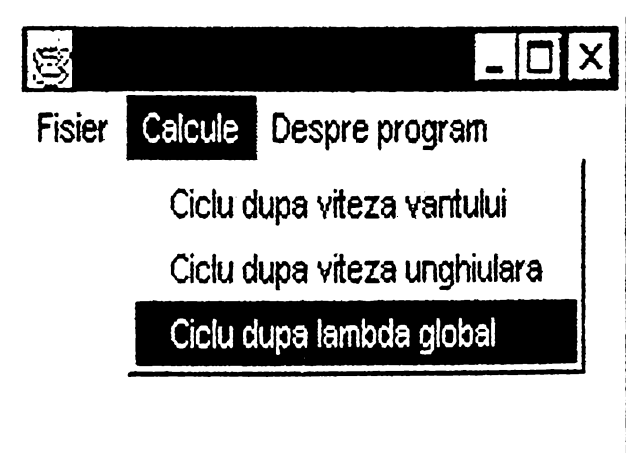 Fisier Calcule Despre program
Ciclu dupa viteza vantului
Ciclu dupa viteza unghiulara
Ciclu dupa lambda global